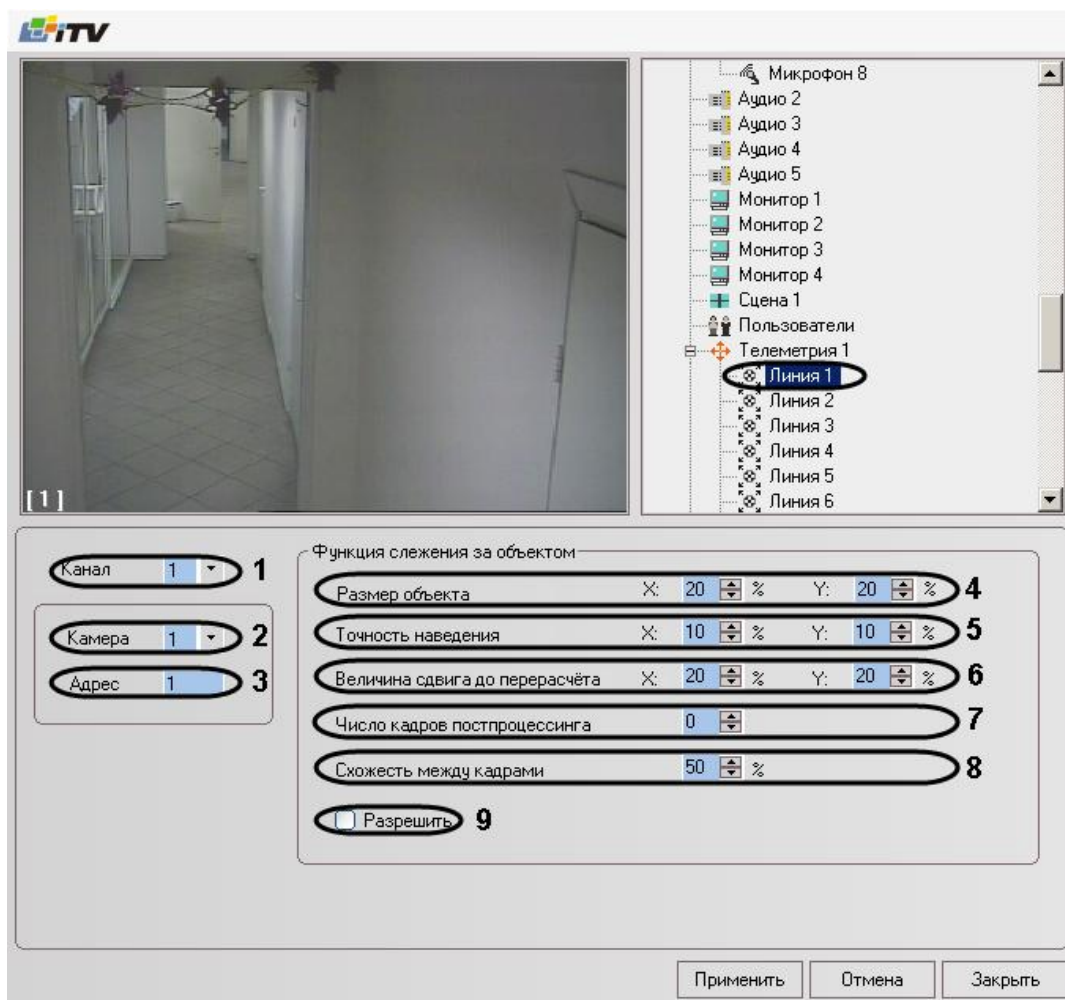 iTV
Микрофон 8
Аудио 2
Аудио 3
Аудио 4
Аудио 5
Монитор 1
Монитор 2
Монитор 3
Монитор 4
Сцена 1
Пользователи
Телеметрия 1
Линия 1
Линия 2
Линия 3
Линия 4
Линия 5
Линия 6
[1]
Канал 1 1
Камера 1 2
Адрес 1 3
Функция слежения за объектом
Размер объекта X: 20 % Y: 20 % 4
Точность наведения X: 10 % Y: 10 % 5
Величина сдвига до перерасчёта X: 20 % Y: 20 % 6
Число кадров постпроцессинга 0 7
Схожесть между кадрами 50 % 8
Разрешить 9
Применить Отмена Закрыть